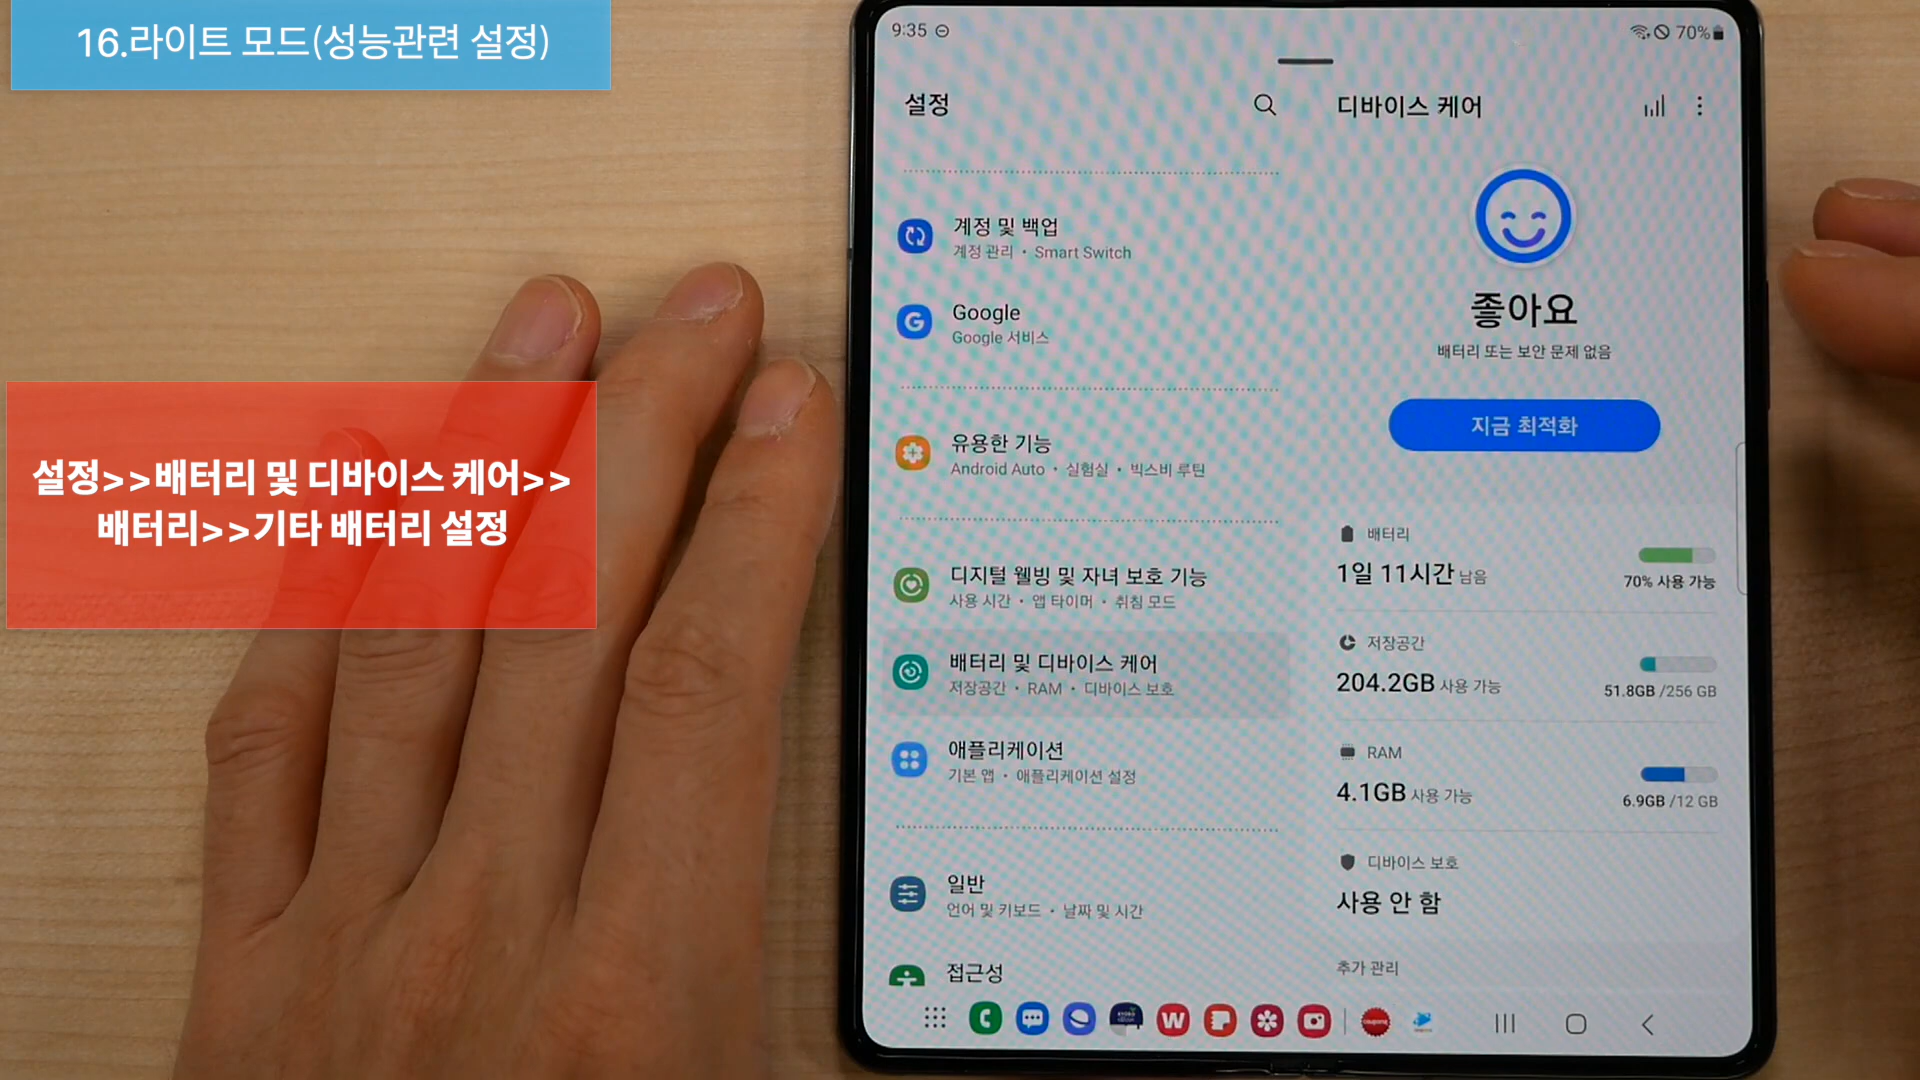 16.라이트 모드(성능관련 설정)
설정>>배터리 및 디바이스 케어>>
배터리>>기타 배터리 설정
9:35
70%
설정
계정 및 백업
계정 관리 • Smart Switch
Google
Google 서비스
유용한 기능
Android Auto • 실험실 • 빅스비 루틴
디지털 웰빙 및 자녀 보호 기능
사용 시간 • 앱 타이머 • 취침 모드
배터리 및 디바이스 케어
저장공간 • RAM • 디바이스 보호
애플리케이션
기본 앱 • 애플리케이션 설정
일반
언어 및 키보드 • 날짜 및 시간
접근성
디바이스 케어
좋아요
배터리 또는 보안 문제 없음
지금 최적화
배터리
1일 11시간 남음
70% 사용 가능
저장공간
204.2GB 사용 가능
51.8GB /256 GB
RAM
4.1GB 사용 가능
6.9GB /12 GB
디바이스 보호
사용 안 함
추가 관리